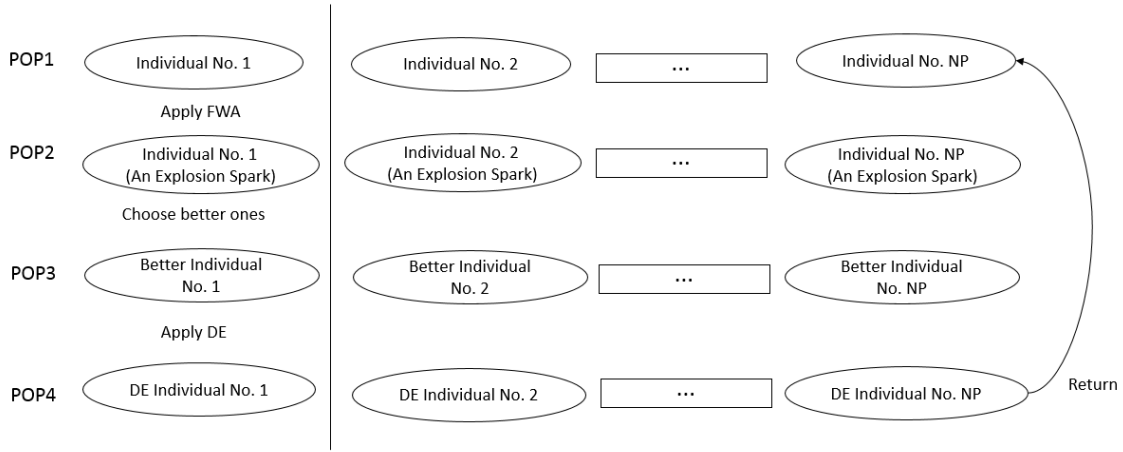 POP1
Individual No. 1
Individual No. 2
...
Individual No. NP
Apply FWA
POP2
Individual No. 1
(An Explosion Spark)
Individual No. 2
(An Explosion Spark)
...
Individual No. NP
(An Explosion Spark)
Choose better ones
POP3
Better Individual
No. 1
Better Individual
No. 2
...
Better Individual
No. NP
Apply DE
POP4
DE Individual No. 1
DE Individual No. 2
...
DE Individual No. NP
Return